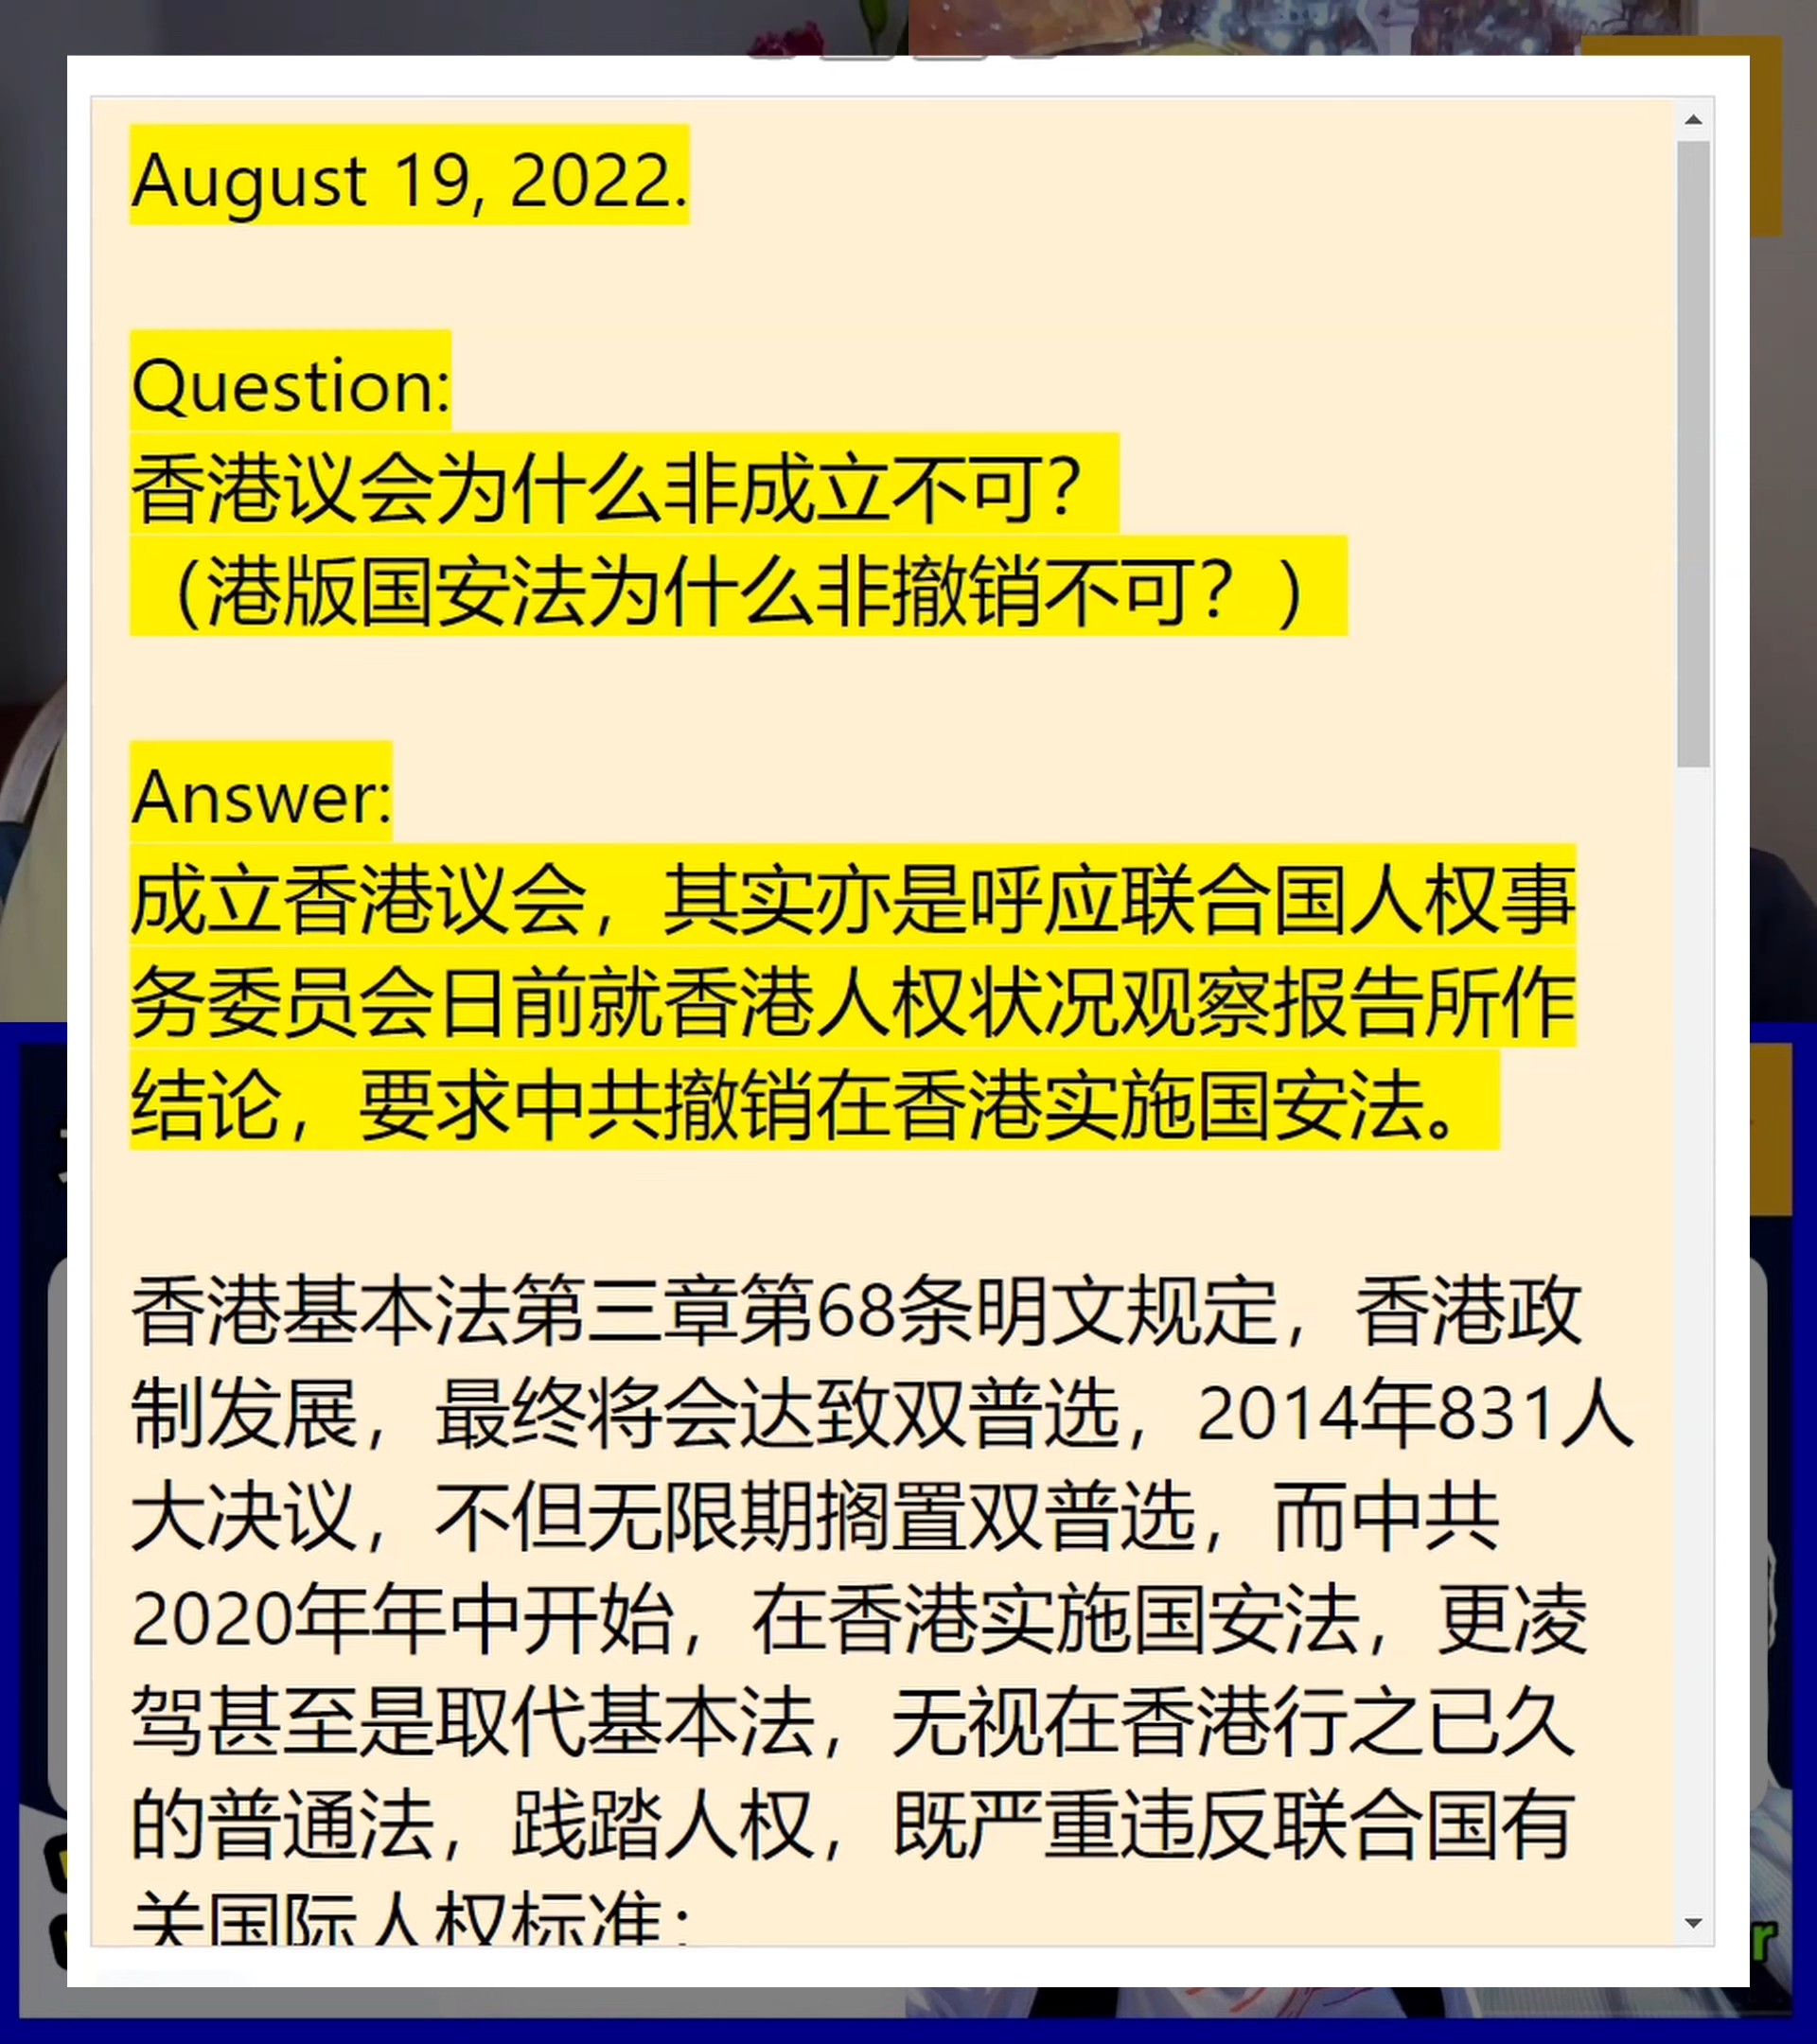 August 19, 2022.
Question:
香港议会为什么非成立不可？
（港版国安法为什么非撤销不可？）
Answer:
成立香港议会，其实亦是呼应联合国人权事
务委员会日前就香港人权状况观察报告所作
结论，要求中共撤销在香港实施国安法。
香港基本法第三章第68条明文规定，香港政
制发展，最终将会达致双普选，2014年831人
大决议，不但无限期搁置双普选，而中共
2020年年中开始，在香港实施国安法，更凌
驾甚至是取代基本法，无视在香港行之已久
的普通法，践踏人权，既严重违反联合国有
关国际人权标准；